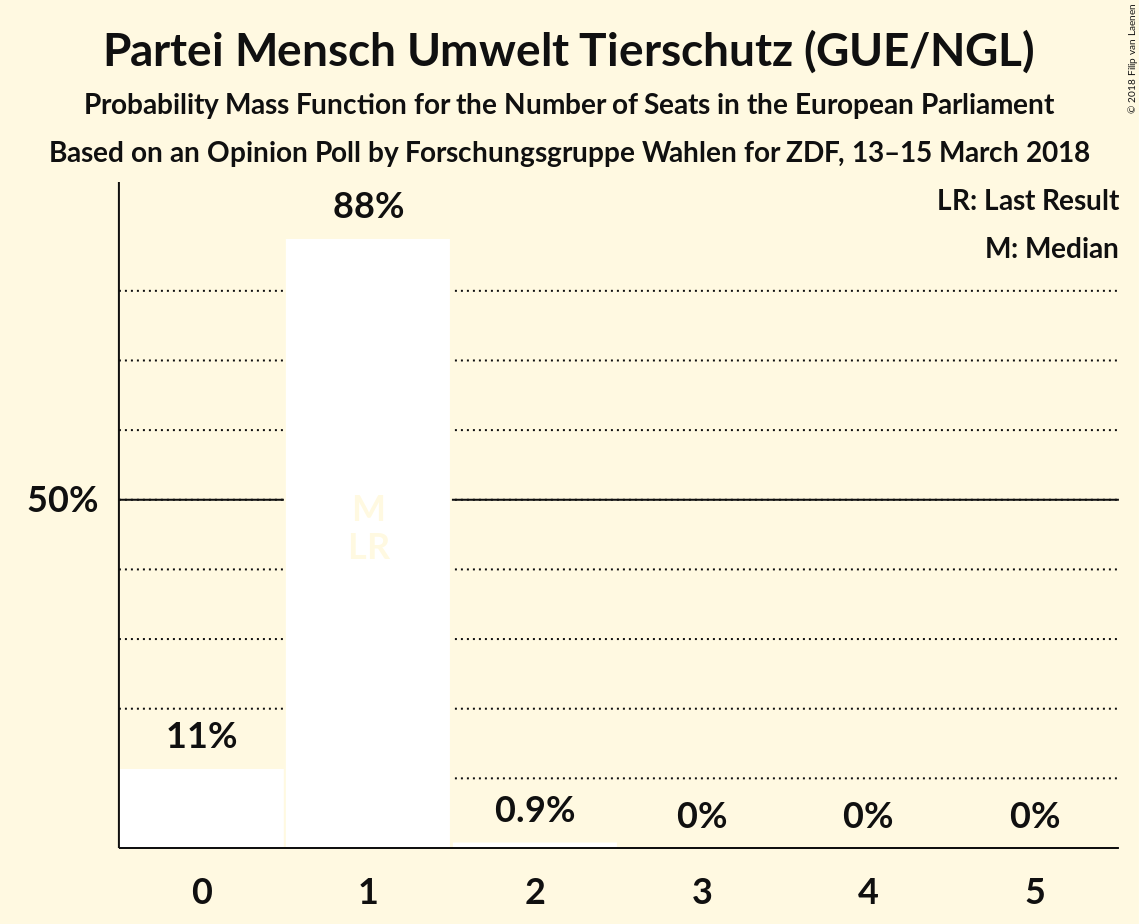 Partei Mensch Umwelt Tierschutz (GUE/NGL)
Probability Mass Function for the Number of Seats in the European Parliament
Based on an Opinion Poll by Forschungsgruppe Wahlen for ZDF, 13–15 March 2018
© 2018 Filip van Laenen
LR: Last Result
M: Median
88%
50%
M
LR
11%
0.9%
0%
0%
0%
0
1
2
3
4
5